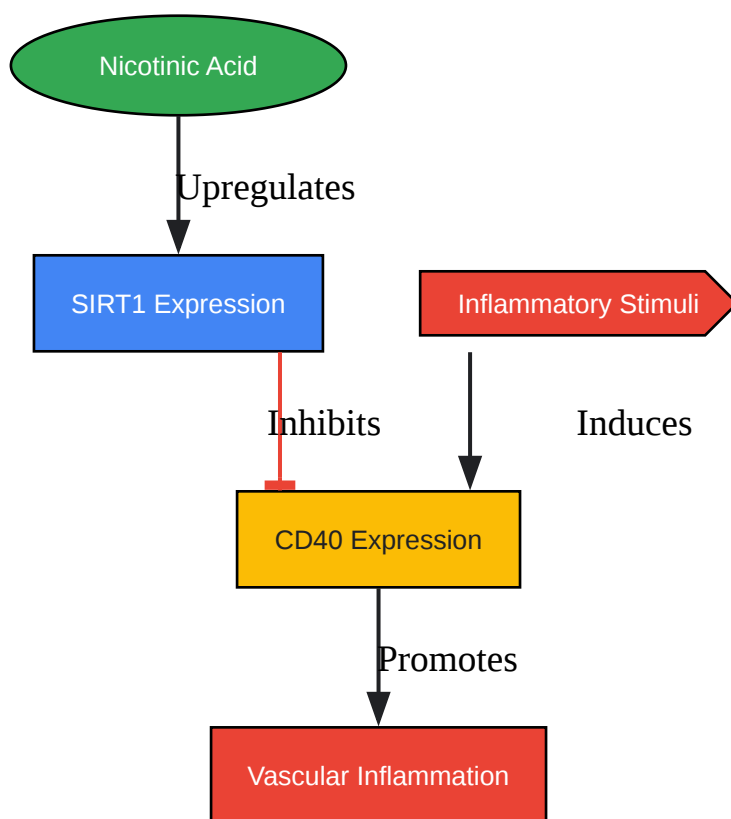 Nicotinic Acid
Upregulates
SIRT1 Expression
Inflammatory Stimuli
Inhibits
Induces
CD40 Expression
Promotes
Vascular Inflammation